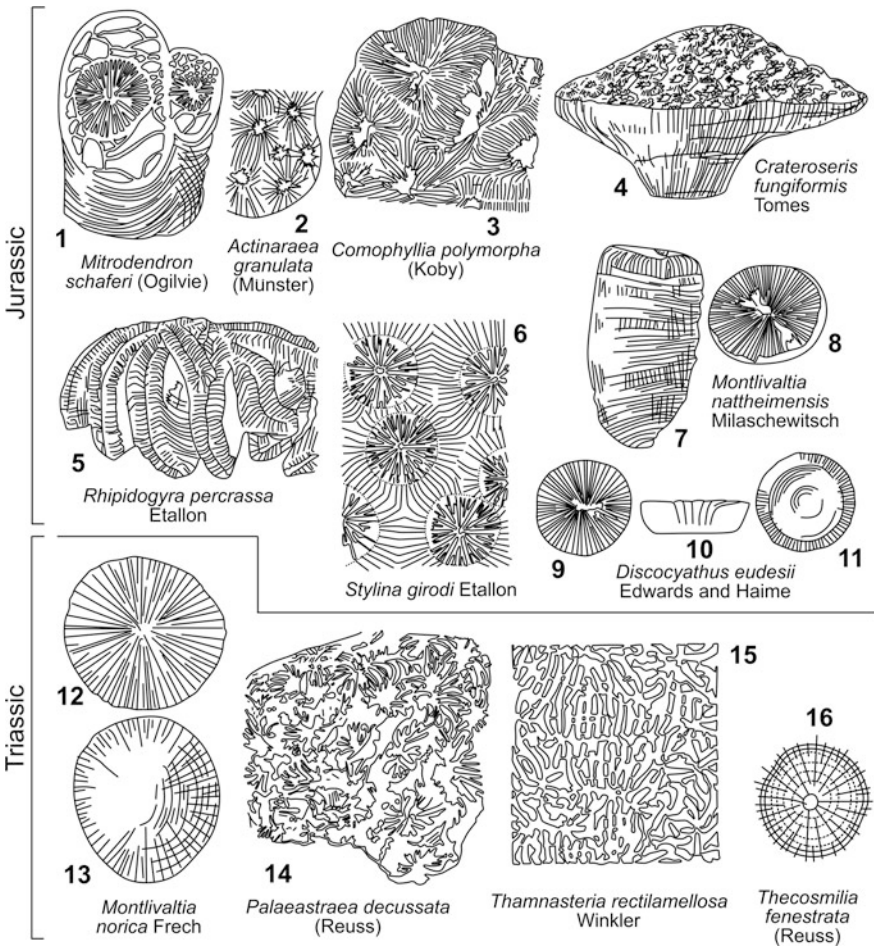 Jurassic
1
Mitrodendron
schaferi (Ogilvie)
2
Actinaraea
granulata
(Munster)
3
Comophyllia polymorpha
(Koby)
4
Crateroseris
fungiformis
Tomes
5
Rhipidogyra percrassa
Etallon
6
Stylina girodi Etallon
7
8
Montlivaltia
nattheimensis
Milaschewitsch
9
10
11
Discocyathus eudesii
Edwards and Haime
Triassic
12
13
Montlivaltia
norica Frech
14
Palaeastraea decussata
(Reuss)
15
Thamnasteria rectilamellosa
Winkler
16
Thecosmilia
fenestrata
(Reuss)